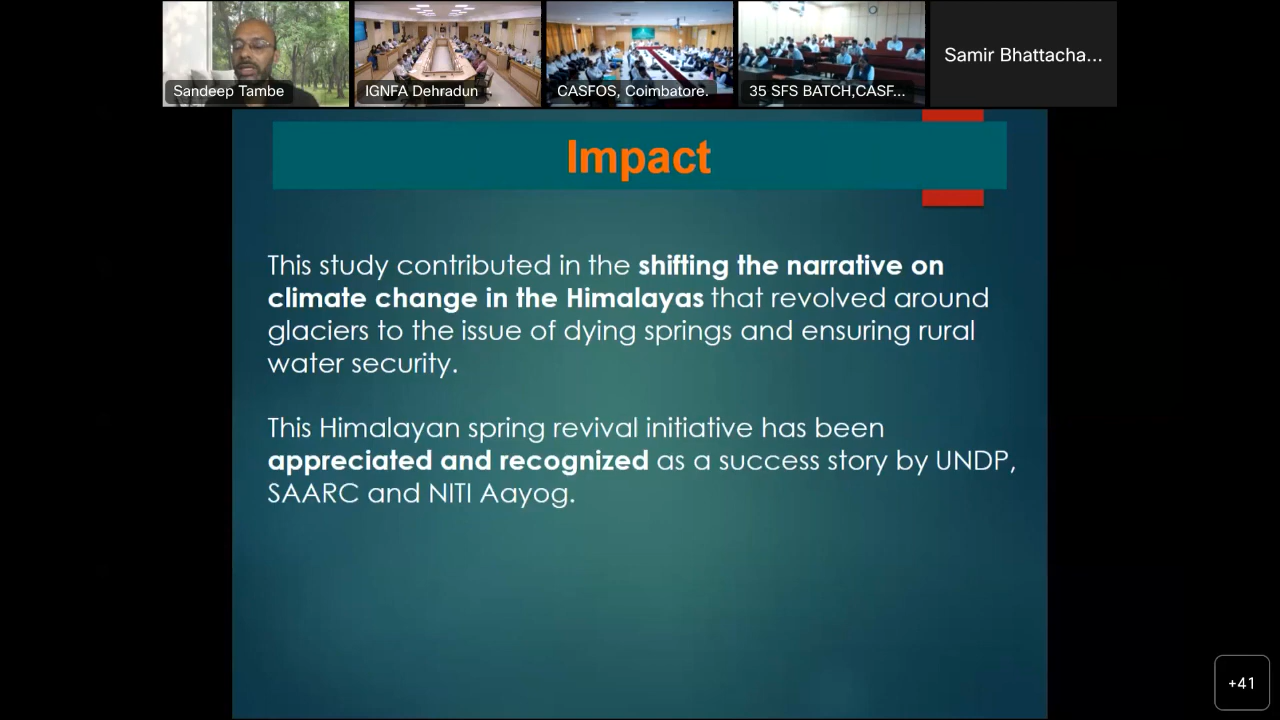 Sandeep Tambe
IGNFA Dehradun
CASFOS, Coimbatore.
35 SFS BATCH,CASF...
Samir Bhattacha...
Impact
This study contributed in the shifting the narrative on
climate change in the Himalayas that revolved around
glaciers to the issue of dying springs and ensuring rural
water security.
This Himalayan spring revival initiative has been
appreciated and recognized as a success story by UNDP,
SAARC and NITI Aayog.
+41